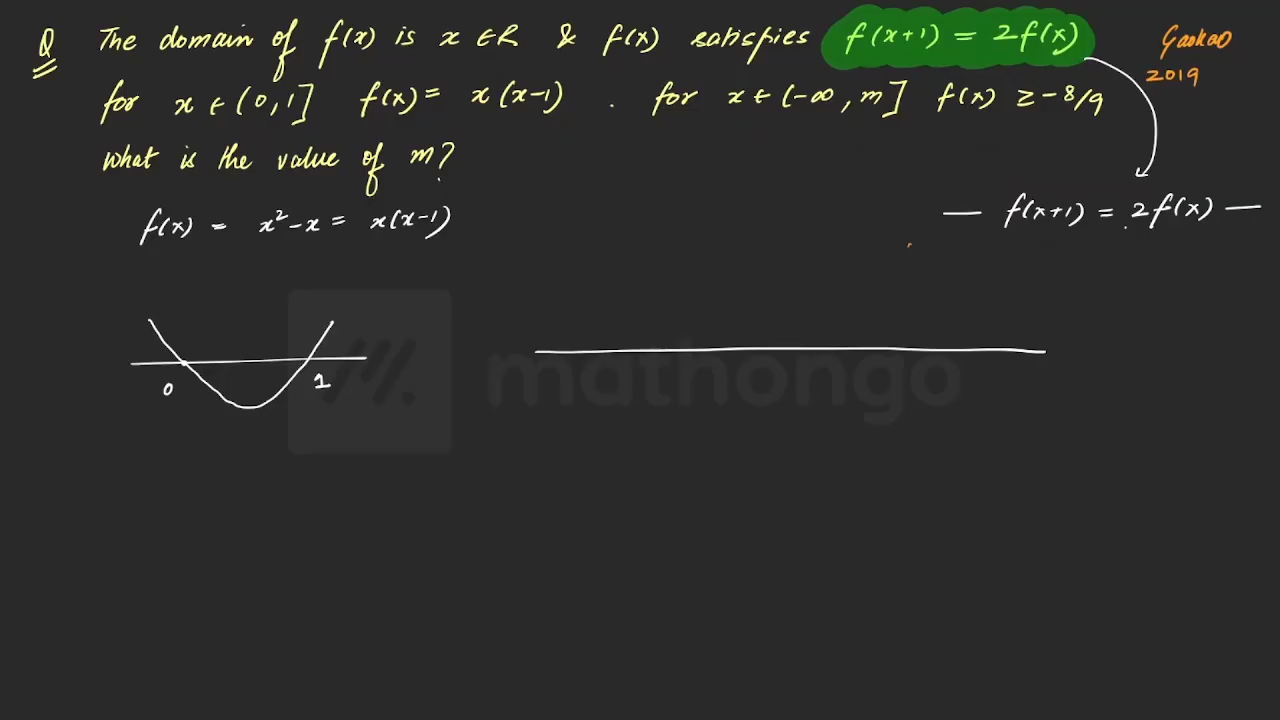 Q The domain of f(x) is x ∈ R & f(x) satisfies f(x+1) = 2f(x)
Gaokao
2019
for x ∈ (0,1] f(x) = x(x-1) . for x ∈ (-∞, m] f(x) ≥ -8/9
what is the value of m?
f(x) = x² - x = x(x-1)
— f(x+1) = 2f(x) —
0 1
mathongo